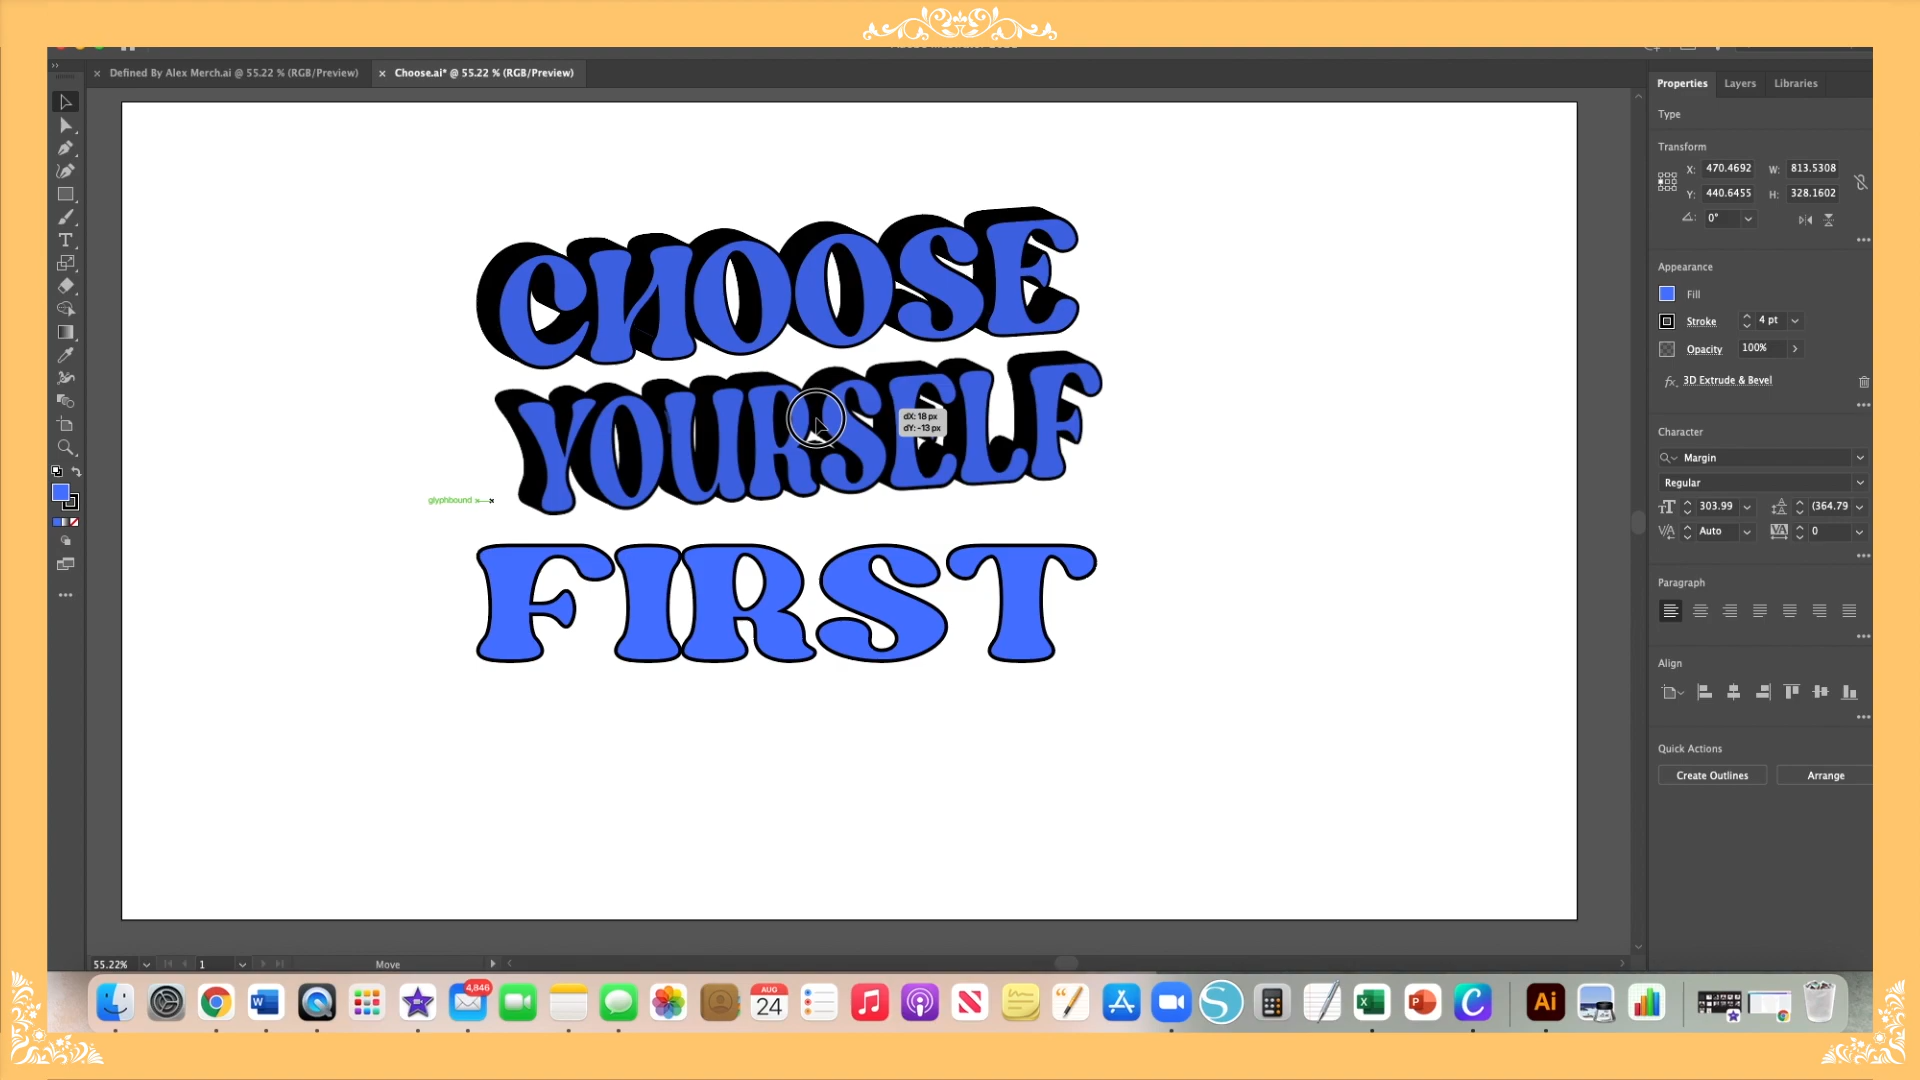 Defined By Alex Merch.ai @ 55.22 % (RGB/Preview)
Choose.ai* @ 55.22 % (RGB/Preview)
Properties
Layers
Libraries
Type
Transform
X: 470.4692 W: 813.5308
Y: 440.6455 H: 328.1602
0°
Appearance
Fill
Stroke 4 pt
Opacity 100%
fx 3D Extrude & Bevel
Character
Margin
Regular
303.99 (364.79
Auto 0
Paragraph
Align
Quick Actions
Create Outlines Arrange
CHOOSE
YOURSELF
FIRST
dX: 18 px
dY: -13 px
glyphbound
55.22% 1 Move
4,846
AUG
24
W
N
S
X
P
C
Ai